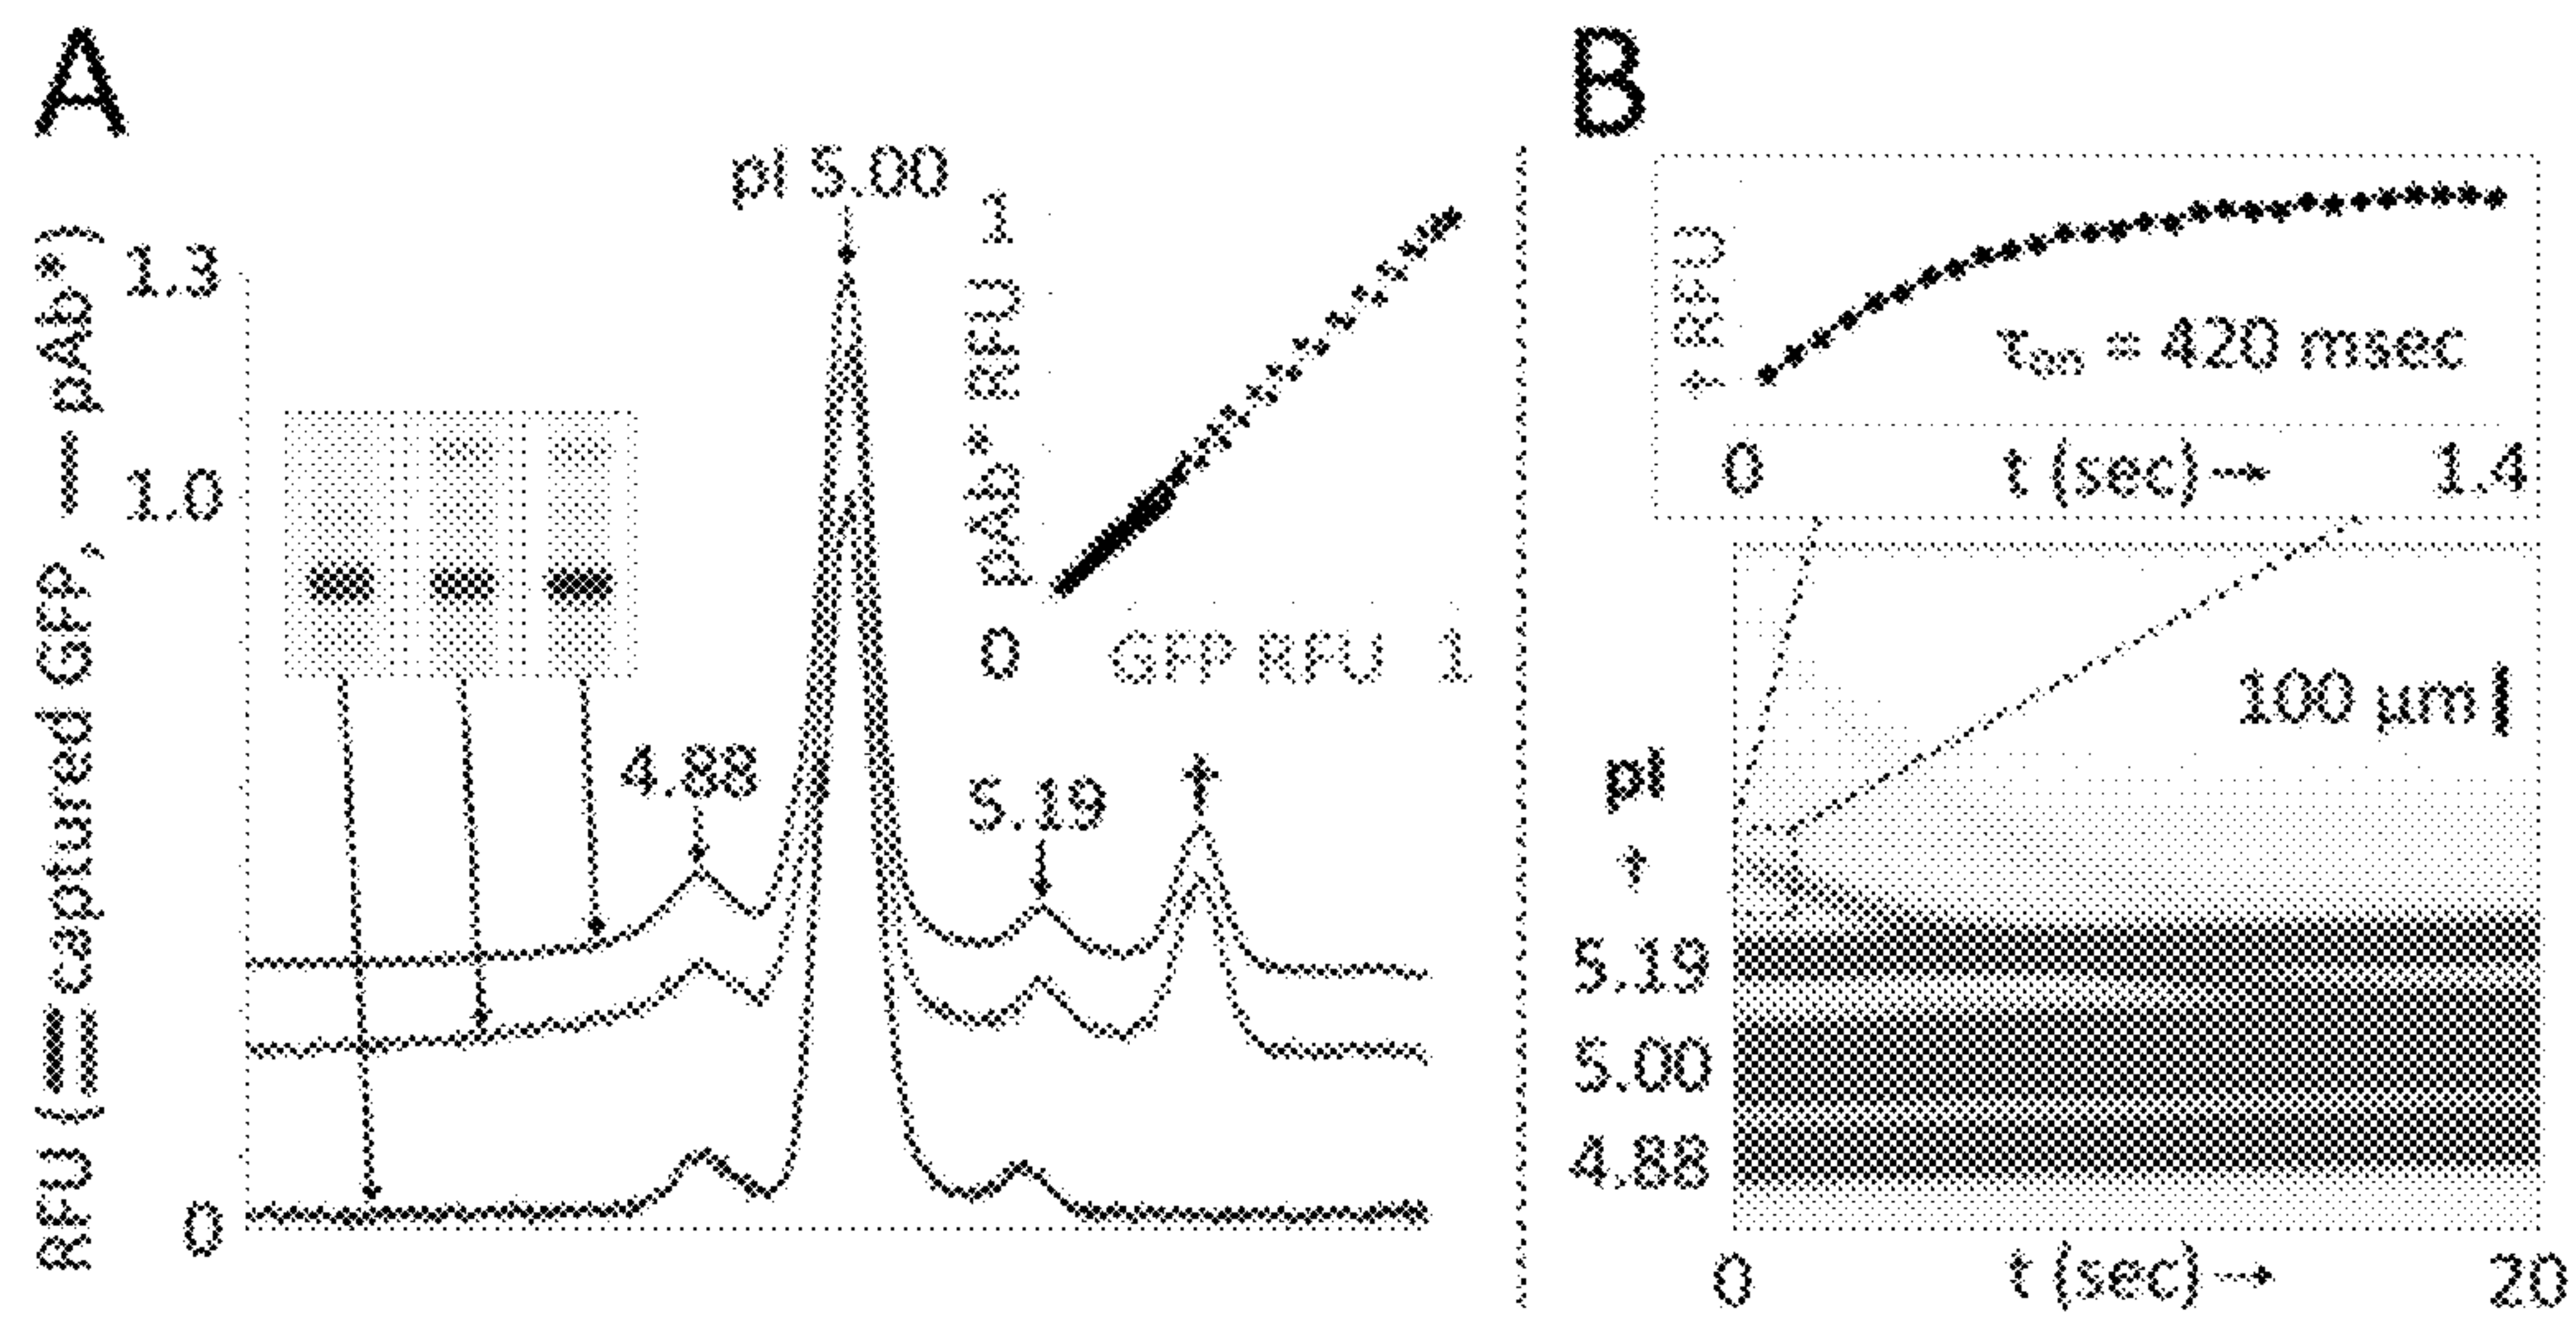 A
RFU (═captured GFP, — pAb*)
1.3
1.0
0
pI 5.00
4.88
5.19
†
pAb* RFU 1
0
GFP RFU 1
B
† RFU
τon = 420 msec
0
t (sec)→
1.4
100 µm
pI
†
5.19
5.00
4.88
0
t (sec)→
20